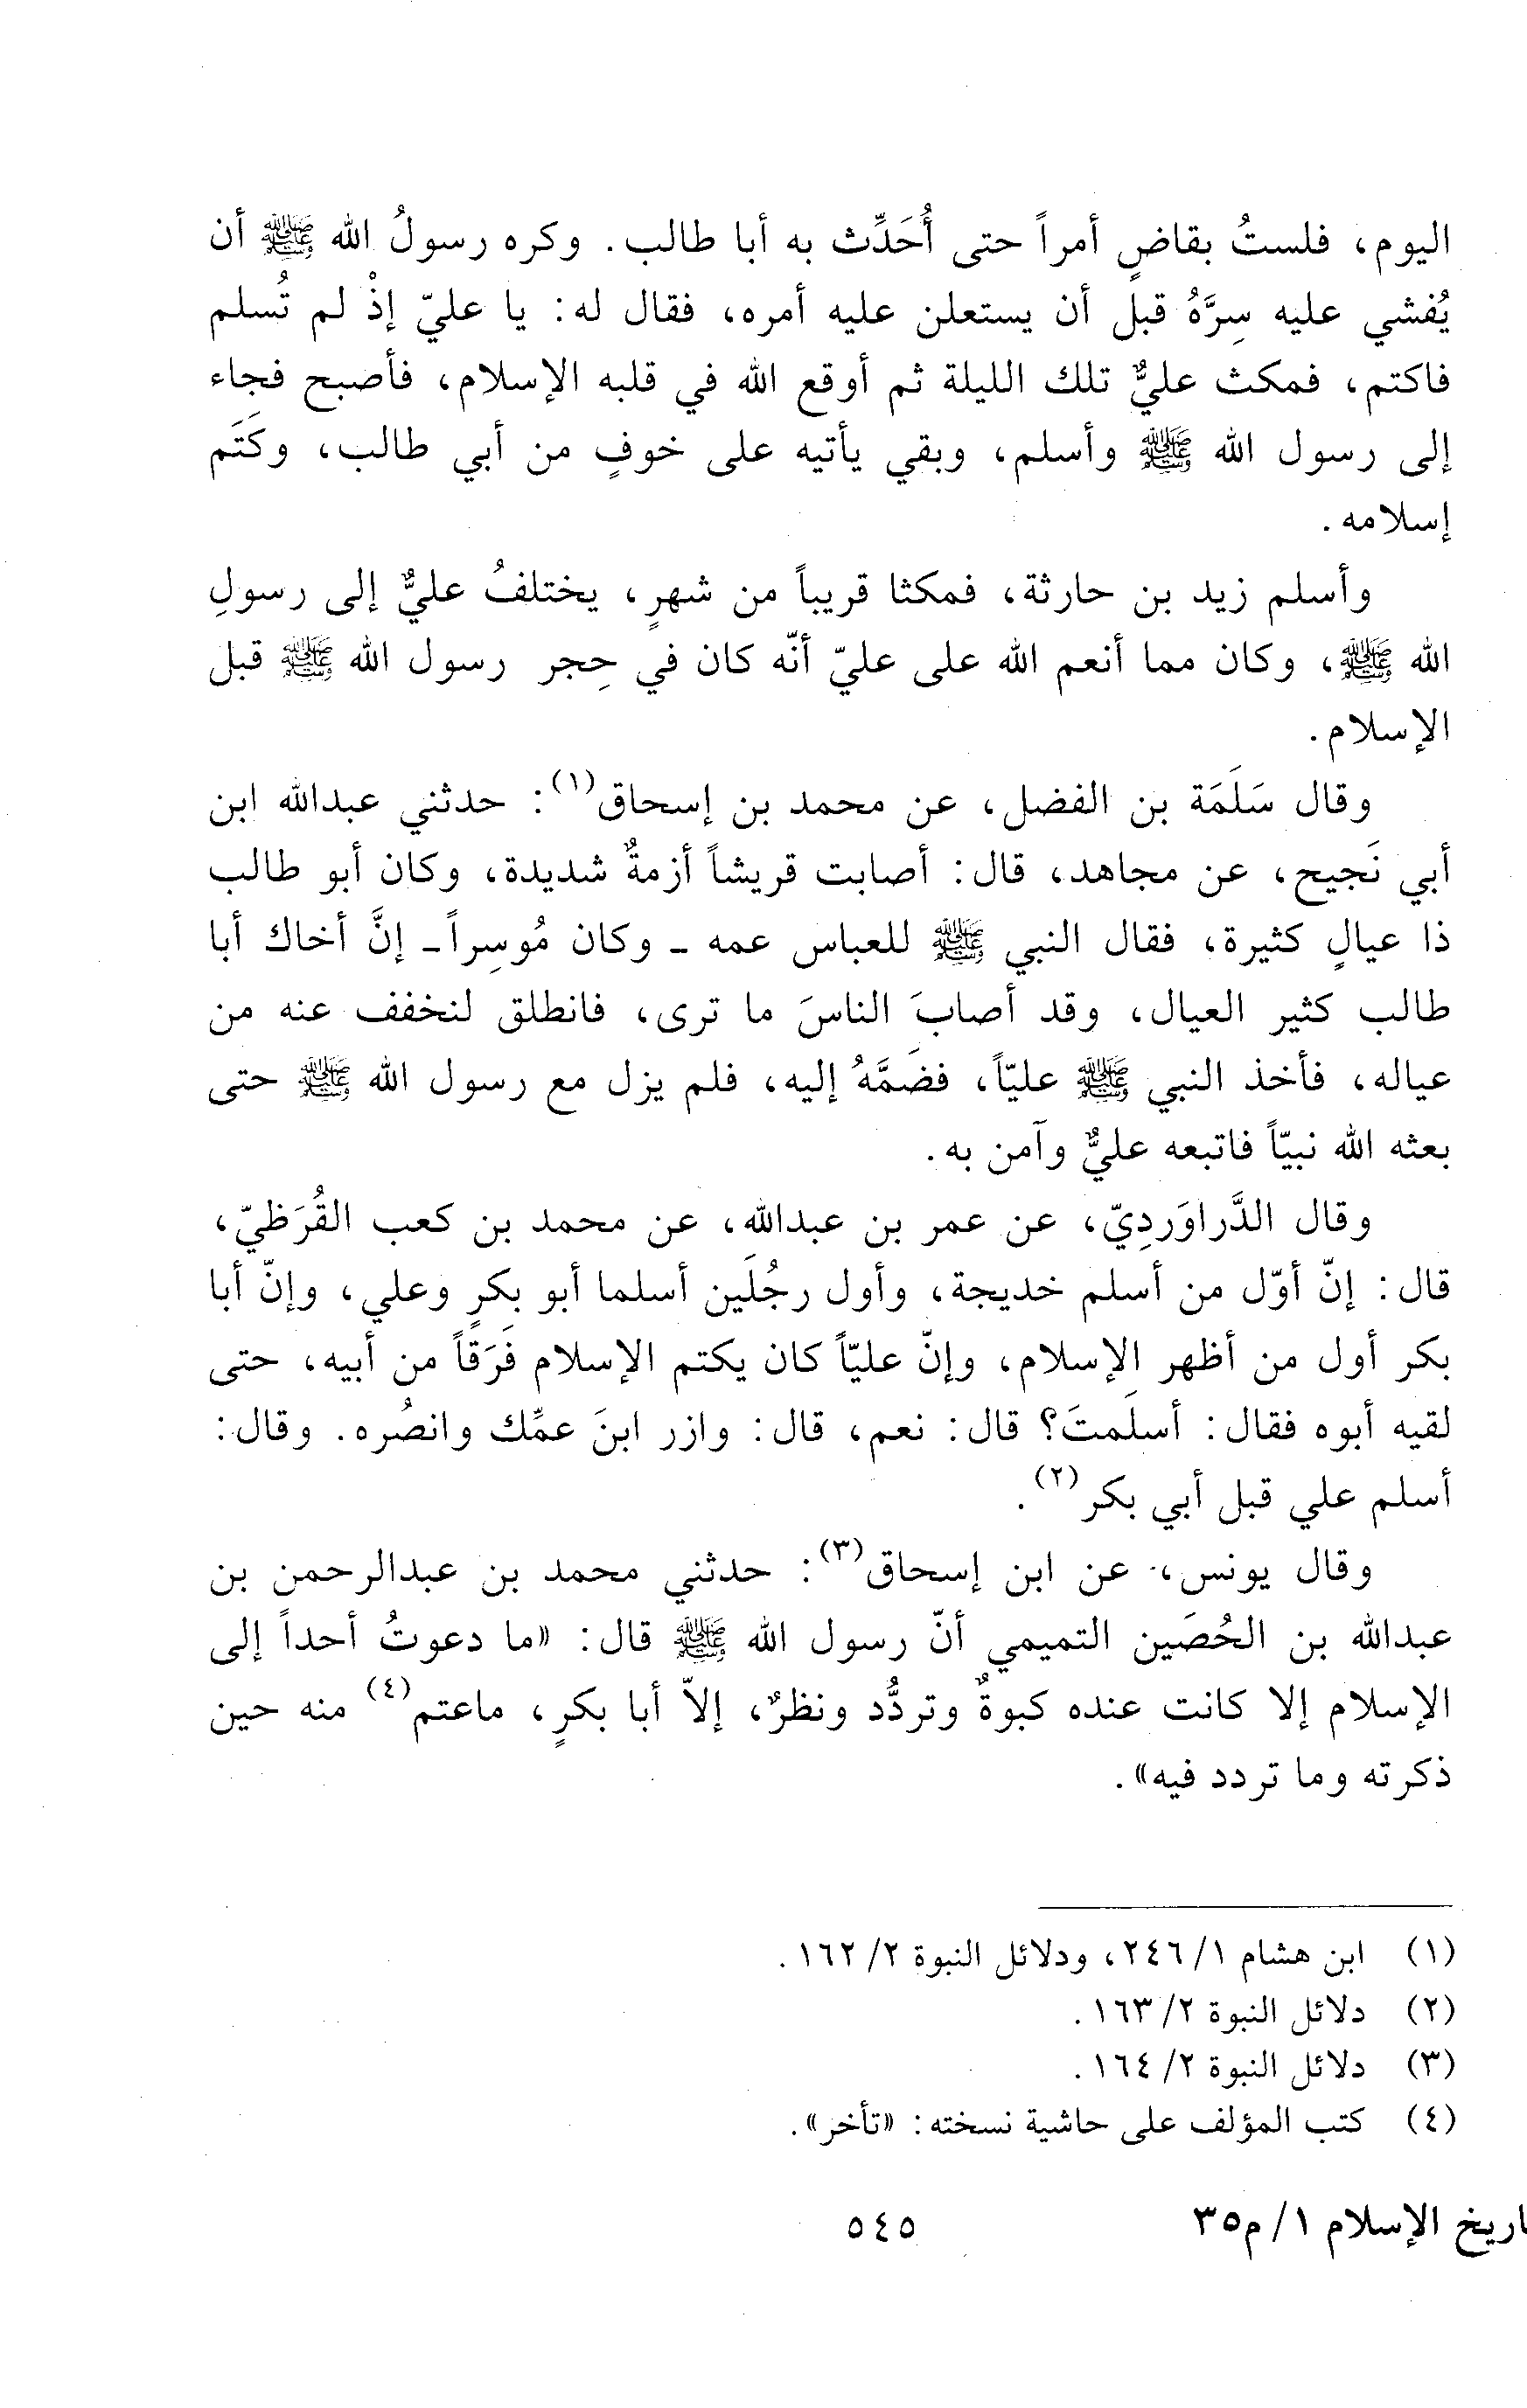 اليوم، فلستُ بقاضٍ أمراً حتى أُحَدِّث به أبا طالب. وكره رسولُ الله ﷺ أن
يُفشي عليه سِرَّهُ قبل أن يستعلن عليه أمره، فقال له: يا عليّ إذْ لم تُسلم
فاكتم، فمكث عليٌّ تلك الليلة ثم أوقع الله في قلبه الإسلام، فأصبح فجاء
إلى رسول الله ﷺ وأسلم، وبقي يأتيه على خوفٍ من أبي طالب، وكَتَم
إسلامه.
وأسلم زيد بن حارثة، فمكثا قريباً من شهرٍ، يختلفُ عليٌّ إلى رسولِ
الله ﷺ، وكان مما أنعم الله على عليّ أنّه كان في حِجر رسول الله ﷺ قبل
الإسلام.
وقال سَلَمَة بن الفضل، عن محمد بن إسحاق(١): حدثني عبدالله ابن
أبي نَجيح، عن مجاهد، قال: أصابت قريشاً أزمةٌ شديدة، وكان أبو طالب
ذا عيالٍ كثيرة، فقال النبي ﷺ للعباس عمه - وكان مُوسِراً- إنَّ أخاك أبا
طالب كثير العيال، وقد أصابَ الناسَ ما ترى، فانطلق لنخفف عنه من
عياله، فأخذ النبي ﷺ عليّاً، فضَمَّهُ إليه، فلم يزل مع رسول الله ﷺ حتى
بعثه الله نبيّاً فاتبعه عليٌّ وآمن به.
وقال الدَّراوَردِيّ، عن عمر بن عبدالله، عن محمد بن كعب القُرَظيّ،
قال: إنّ أوّل من أسلم خديجة، وأول رجُلَين أسلما أبو بكرٍ وعلي، وإنّ أبا
بكر أول من أظهر الإسلام، وإنّ عليّاً كان يكتم الإسلام فَرَقاً من أبيه، حتى
لقيه أبوه فقال: أسلَمتَ؟ قال: نعم، قال: وازر ابنَ عمِّك وانصُره. وقال:
أسلم علي قبل أبي بكر(٢).
وقال يونس، عن ابن إسحاق(٣): حدثني محمد بن عبدالرحمن بن
عبدالله بن الحُصَين التميمي أنّ رسول الله ﷺ قال: «ما دعوتُ أحداً إلى
الإسلام إلا كانت عنده كبوةٌ وتردُّد ونظرٌ، إلاّ أبا بكرٍ، ماعتم(٤) منه حين
ذكرته وما تردد فيه».
(١) ابن هشام ١/ ٢٤٦، ودلائل النبوة ٢/ ١٦٢.
(٢) دلائل النبوة ٢/ ١٦٣.
(٣) دلائل النبوة ٢/ ١٦٤.
(٤) كتب المؤلف على حاشية نسخته: «تأخر».
اريخ الإسلام ١/ م٣٥
٥٤٥